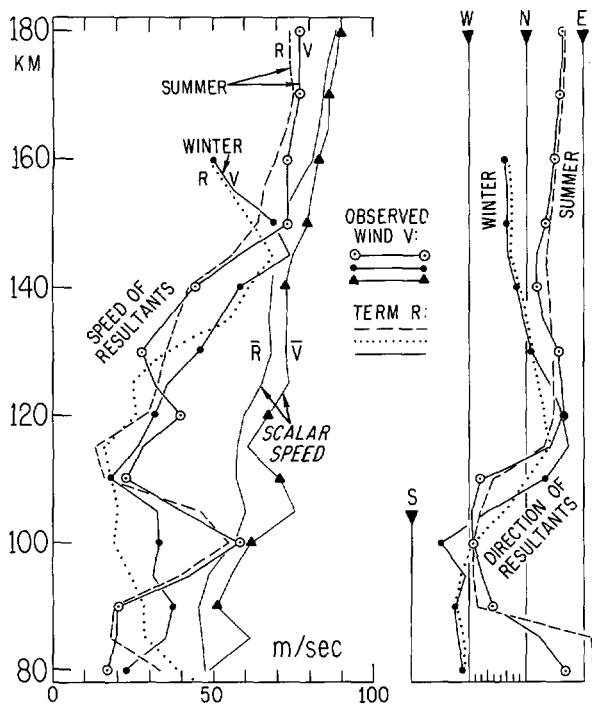 180
KM
160
140
120
100
80
0
50
100
m/sec
R V
SUMMER
WINTER
R V
SPEED OF
RESULTANTS
R̅ V̅
SCALAR
SPEED
OBSERVED
WIND V:
TERM R:
W N E
S
WINTER
SUMMER
DIRECTION OF
RESULTANTS